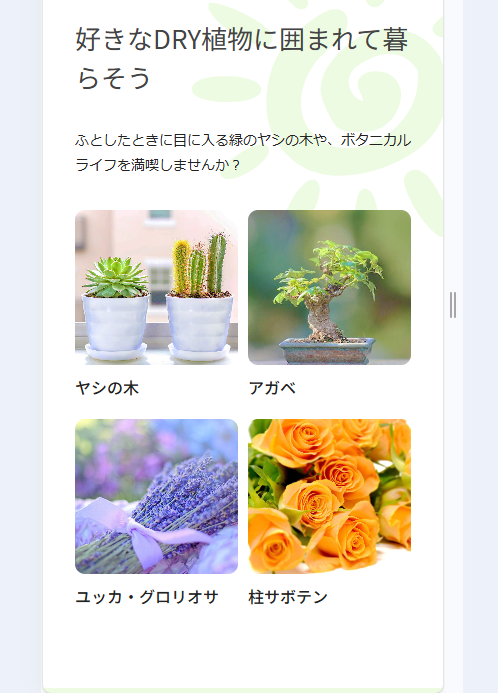 好きなDRY植物に囲まれて暮
らそう
ふとしたときに目に入る緑のヤシの木や、ボタニカル
ライフを満喫しませんか？
ヤシの木
アガベ
ユッカ・グロリオサ
柱サボテン